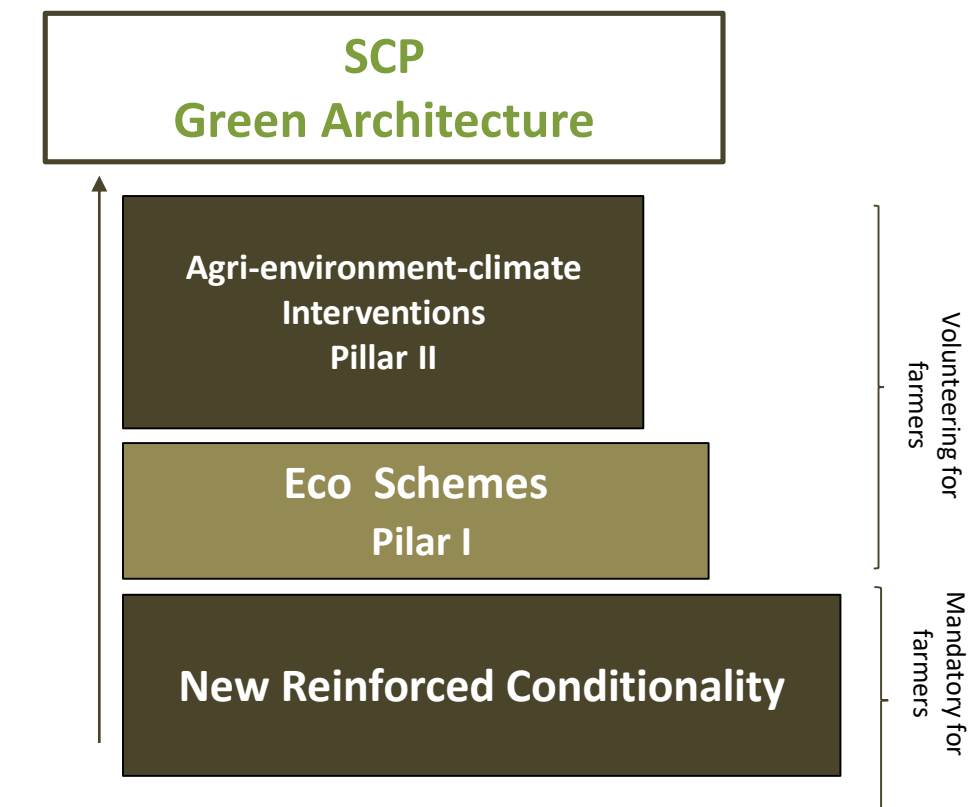 SCP
Green Architecture
Agri-environment-climate
Interventions
Pillar II
Eco Schemes
Pilar I
New Reinforced Conditionality
Volunteering for
farmers
Mandatory for
farmers